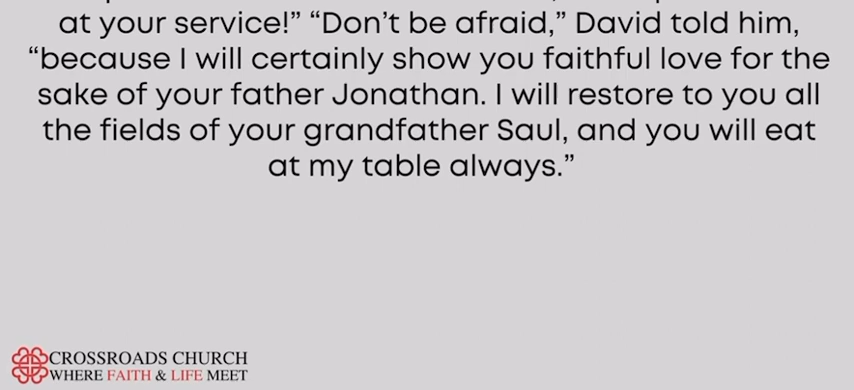 at your service!” “Don’t be afraid,” David told him,
“because I will certainly show you faithful love for the
sake of your father Jonathan. I will restore to you all
the fields of your grandfather Saul, and you will eat
at my table always.”
CROSSROADS CHURCH
WHERE FAITH & LIFE MEET